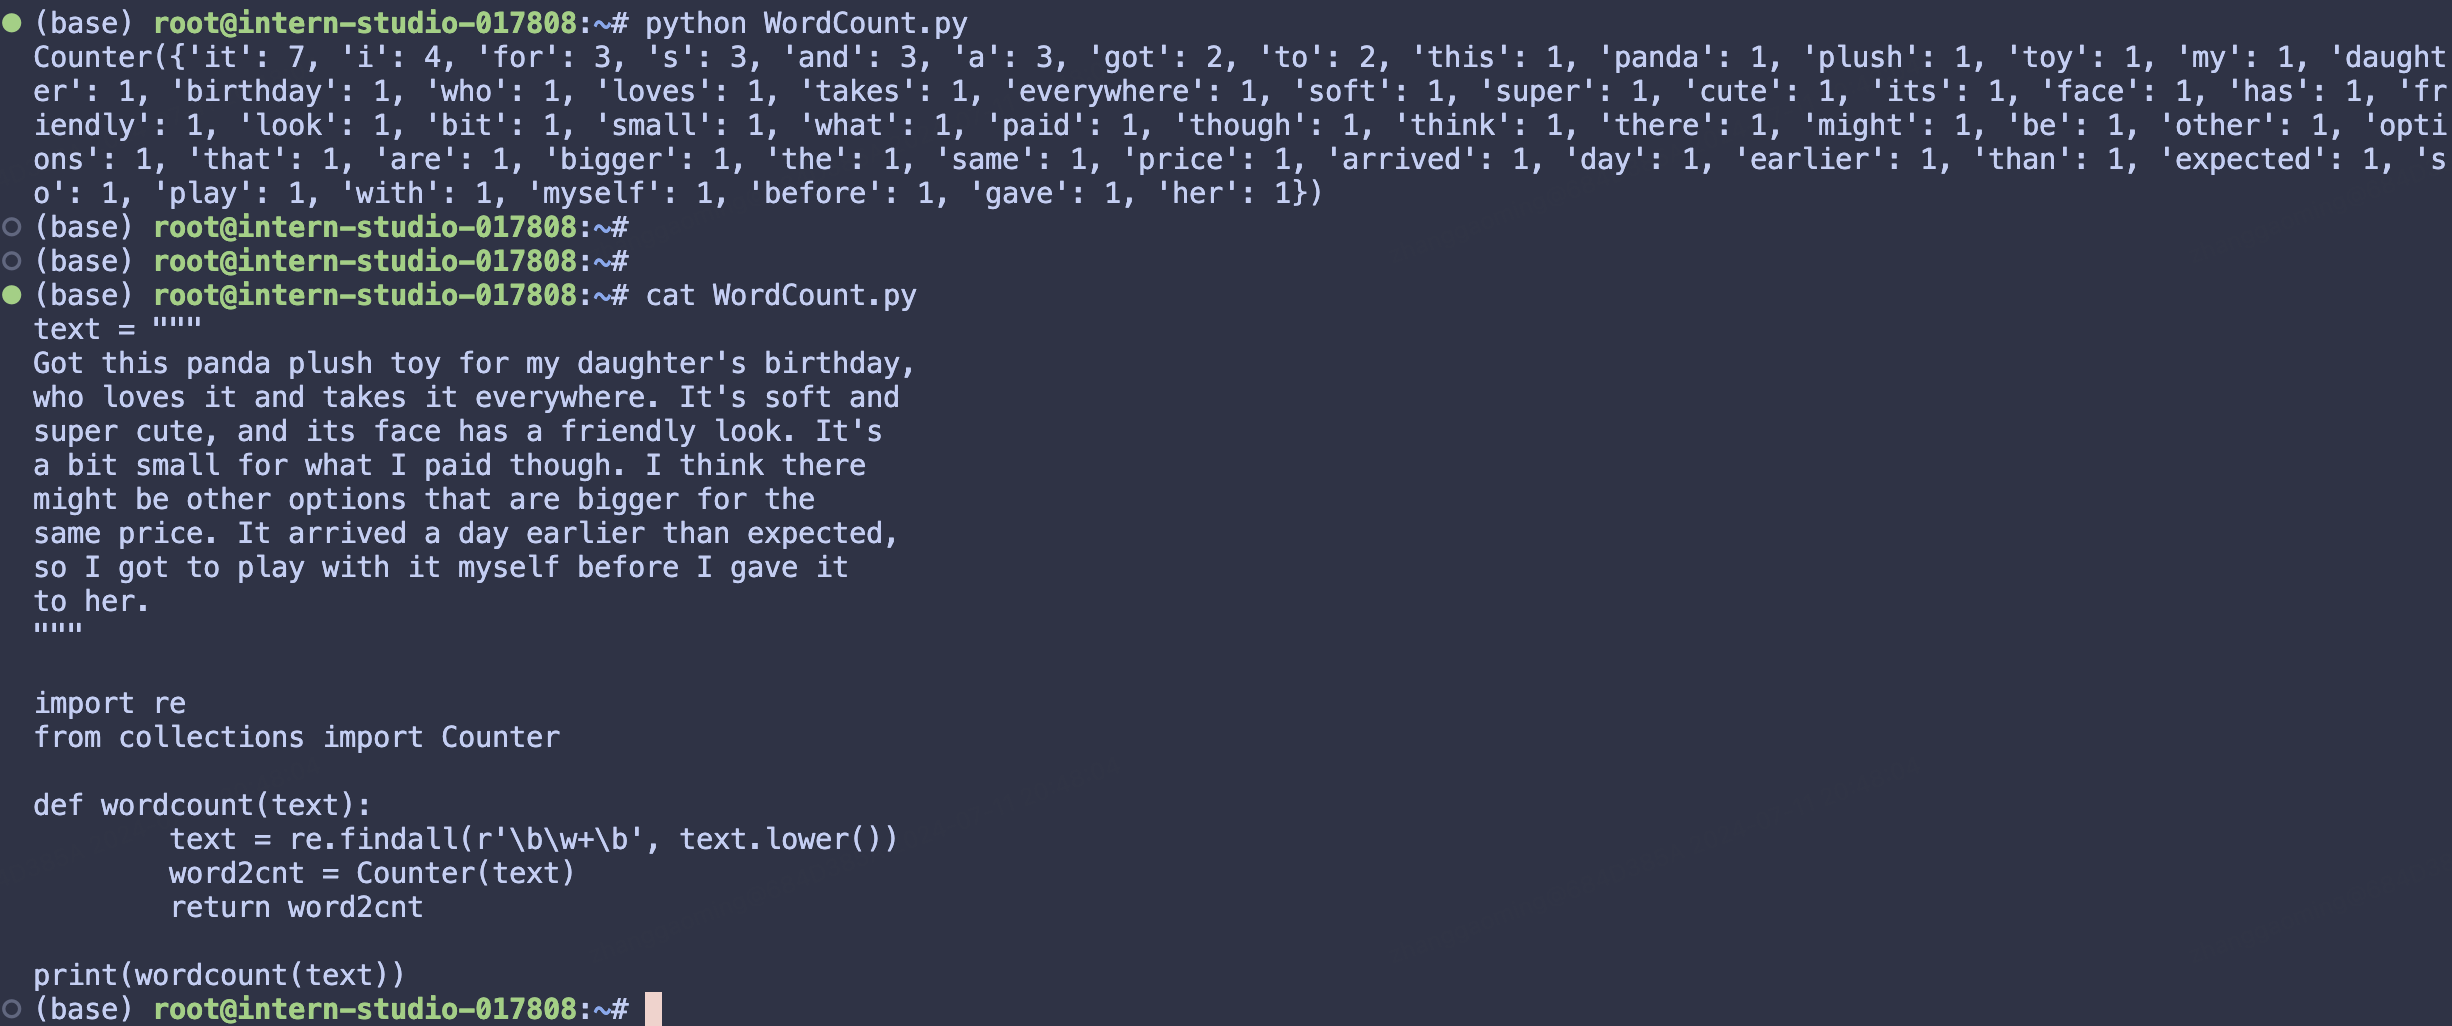 (base) root@intern-studio-017808:~# python WordCount.py
Counter({'it': 7, 'i': 4, 'for': 3, 's': 3, 'and': 3, 'a': 3, 'got': 2, 'to': 2, 'this': 1, 'panda': 1, 'plush': 1, 'toy': 1, 'my': 1, 'daught
er': 1, 'birthday': 1, 'who': 1, 'loves': 1, 'takes': 1, 'everywhere': 1, 'soft': 1, 'super': 1, 'cute': 1, 'its': 1, 'face': 1, 'has': 1, 'fr
iendly': 1, 'look': 1, 'bit': 1, 'small': 1, 'what': 1, 'paid': 1, 'though': 1, 'think': 1, 'there': 1, 'might': 1, 'be': 1, 'other': 1, 'opti
ons': 1, 'that': 1, 'are': 1, 'bigger': 1, 'the': 1, 'same': 1, 'price': 1, 'arrived': 1, 'day': 1, 'earlier': 1, 'than': 1, 'expected': 1, 's
o': 1, 'play': 1, 'with': 1, 'myself': 1, 'before': 1, 'gave': 1, 'her': 1})
(base) root@intern-studio-017808:~#
(base) root@intern-studio-017808:~#
(base) root@intern-studio-017808:~# cat WordCount.py
text = """
Got this panda plush toy for my daughter's birthday,
who loves it and takes it everywhere. It's soft and
super cute, and its face has a friendly look. It's
a bit small for what I paid though. I think there
might be other options that are bigger for the
same price. It arrived a day earlier than expected,
so I got to play with it myself before I gave it
to her.
"""

import re
from collections import Counter

def wordcount(text):
        text = re.findall(r'\b\w+\b', text.lower())
        word2cnt = Counter(text)
        return word2cnt

print(wordcount(text))
(base) root@intern-studio-017808:~#